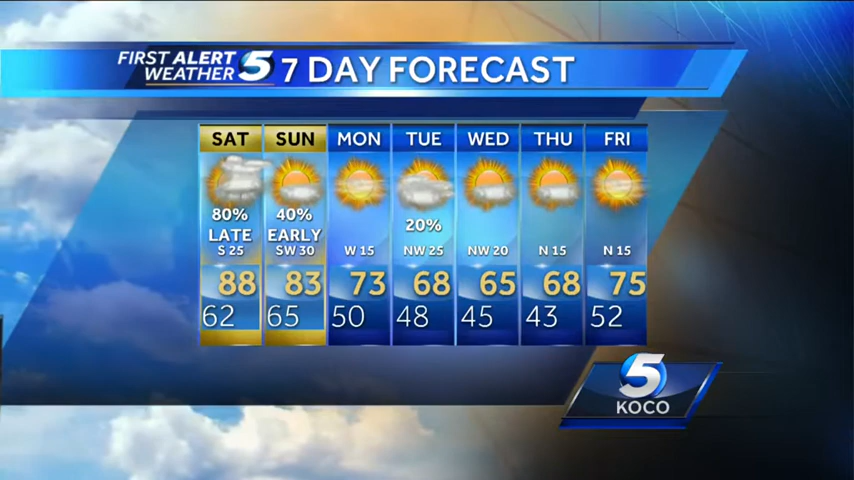 FIRST ALERT
WEATHER 5 7 DAY FORECAST
SAT SUN MON TUE WED THU FRI
80% 40% 20%
LATE EARLY
S 25 SW 30 W 15 NW 25 NW 20 N 15 N 15
88 83 73 68 65 68 75
62 65 50 48 45 43 52
5
KOCO